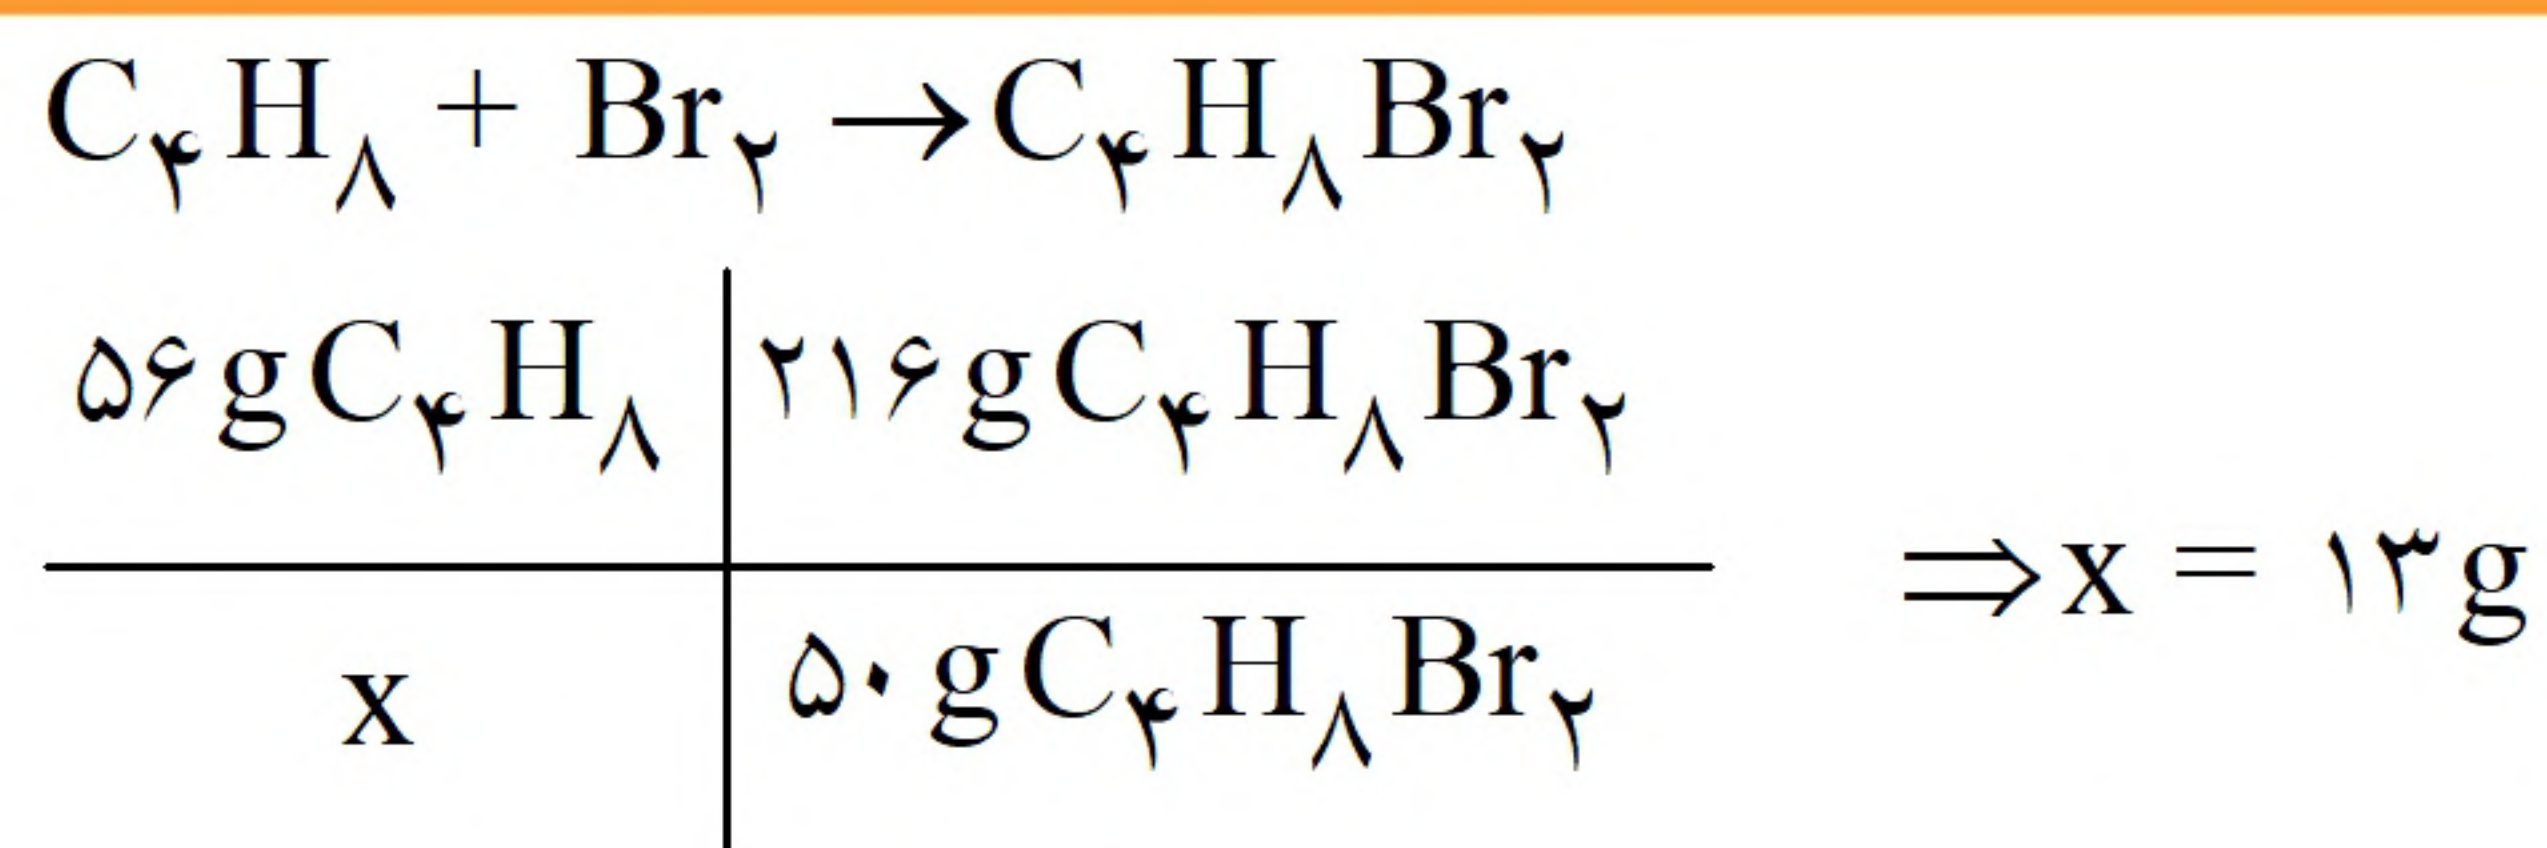 C۴H۸ + Br۲ → C۴H۸Br۲
۵۶ g C۴H۸ | ۲۱۶ g C۴H۸Br۲
x | ۵۰ g C۴H۸Br۲
⇒ x = ۱۳ g